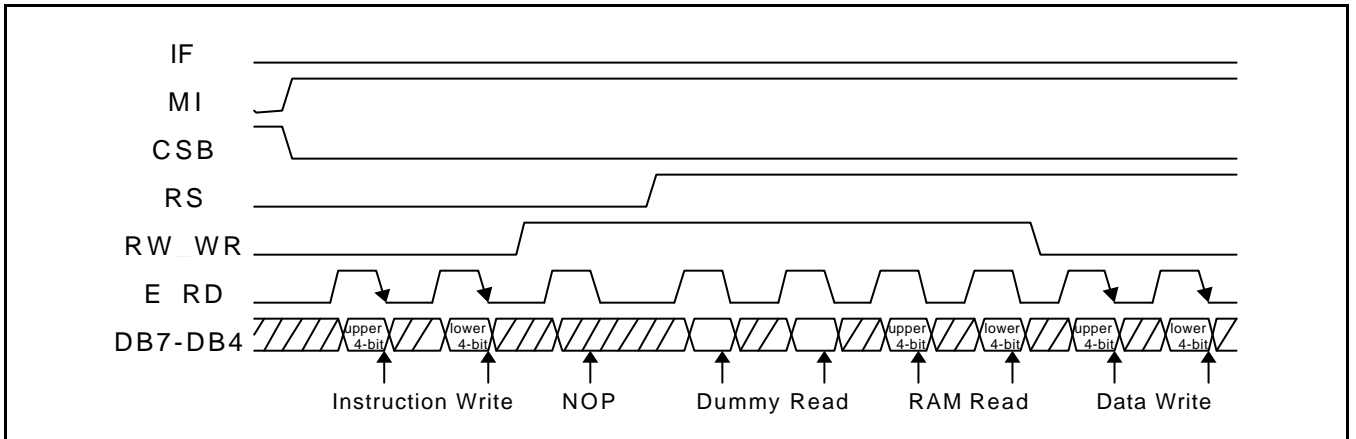 IF
MI
CSB
RS
RW_WR
E RD
DB7-DB4
upper 4-bit
lower 4-bit
upper 4-bit
lower 4-bit
upper 4-bit
lower 4-bit
Instruction Write
NOP
Dummy Read
RAM Read
Data Write